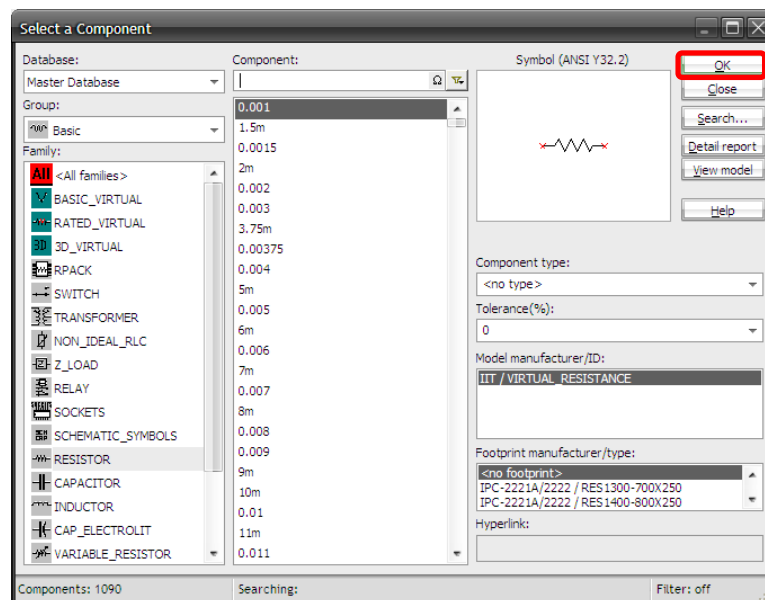 Select a Component
Database:
Master Database
Group:
Basic
Family:
All <All families>
BASIC_VIRTUAL
RATED_VIRTUAL
3D 3D_VIRTUAL
RPACK
SWITCH
TRANSFORMER
NON_IDEAL_RLC
Z_LOAD
RELAY
SOCKETS
SCHEMATIC_SYMBOLS
RESISTOR
CAPACITOR
INDUCTOR
CAP_ELECTROLIT
VARIABLE_RESISTOR
Component:
Ω
0.001
1.5m
0.0015
2m
0.002
0.003
3.75m
0.00375
0.004
5m
0.005
6m
0.006
7m
0.007
8m
0.008
0.009
9m
10m
0.01
11m
0.011
Symbol (ANSI Y32.2)
OK
Close
Search...
Detail report
View model
Help
Component type:
<no type>
Tolerance(%):
0
Model manufacturer/ID:
IIT / VIRTUAL_RESISTANCE
Footprint manufacturer/type:
<no footprint>
IPC-2221A/2222 / RES1300-700X250
IPC-2221A/2222 / RES1400-800X250
Hyperlink:
Components: 1090
Searching:
Filter: off